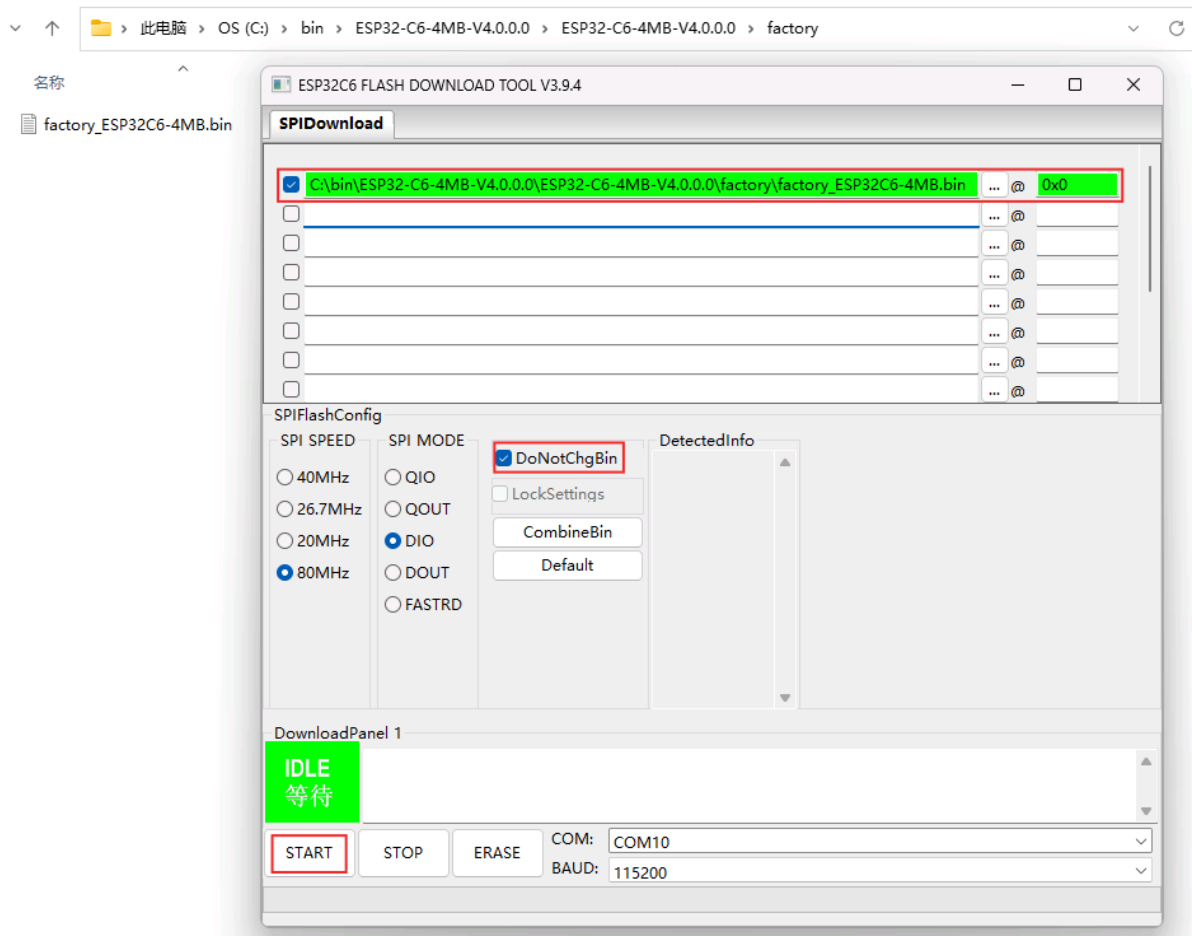 此电脑 > OS (C:) > bin > ESP32-C6-4MB-V4.0.0.0 > ESP32-C6-4MB-V4.0.0.0 > factory
名称
factory_ESP32C6-4MB.bin
ESP32C6 FLASH DOWNLOAD TOOL V3.9.4
SPIDownload
C:\bin\ESP32-C6-4MB-V4.0.0.0\ESP32-C6-4MB-V4.0.0.0\factory\factory_ESP32C6-4MB.bin ... @ 0x0
... @
... @
... @
... @
... @
... @
... @
SPIFlashConfig
SPI SPEED
40MHz
26.7MHz
20MHz
80MHz
SPI MODE
QIO
QOUT
DIO
DOUT
FASTRD
DoNotChgBin
LockSettings
CombineBin
Default
DetectedInfo
DownloadPanel 1
IDLE
等待
START STOP ERASE
COM: COM10
BAUD: 115200